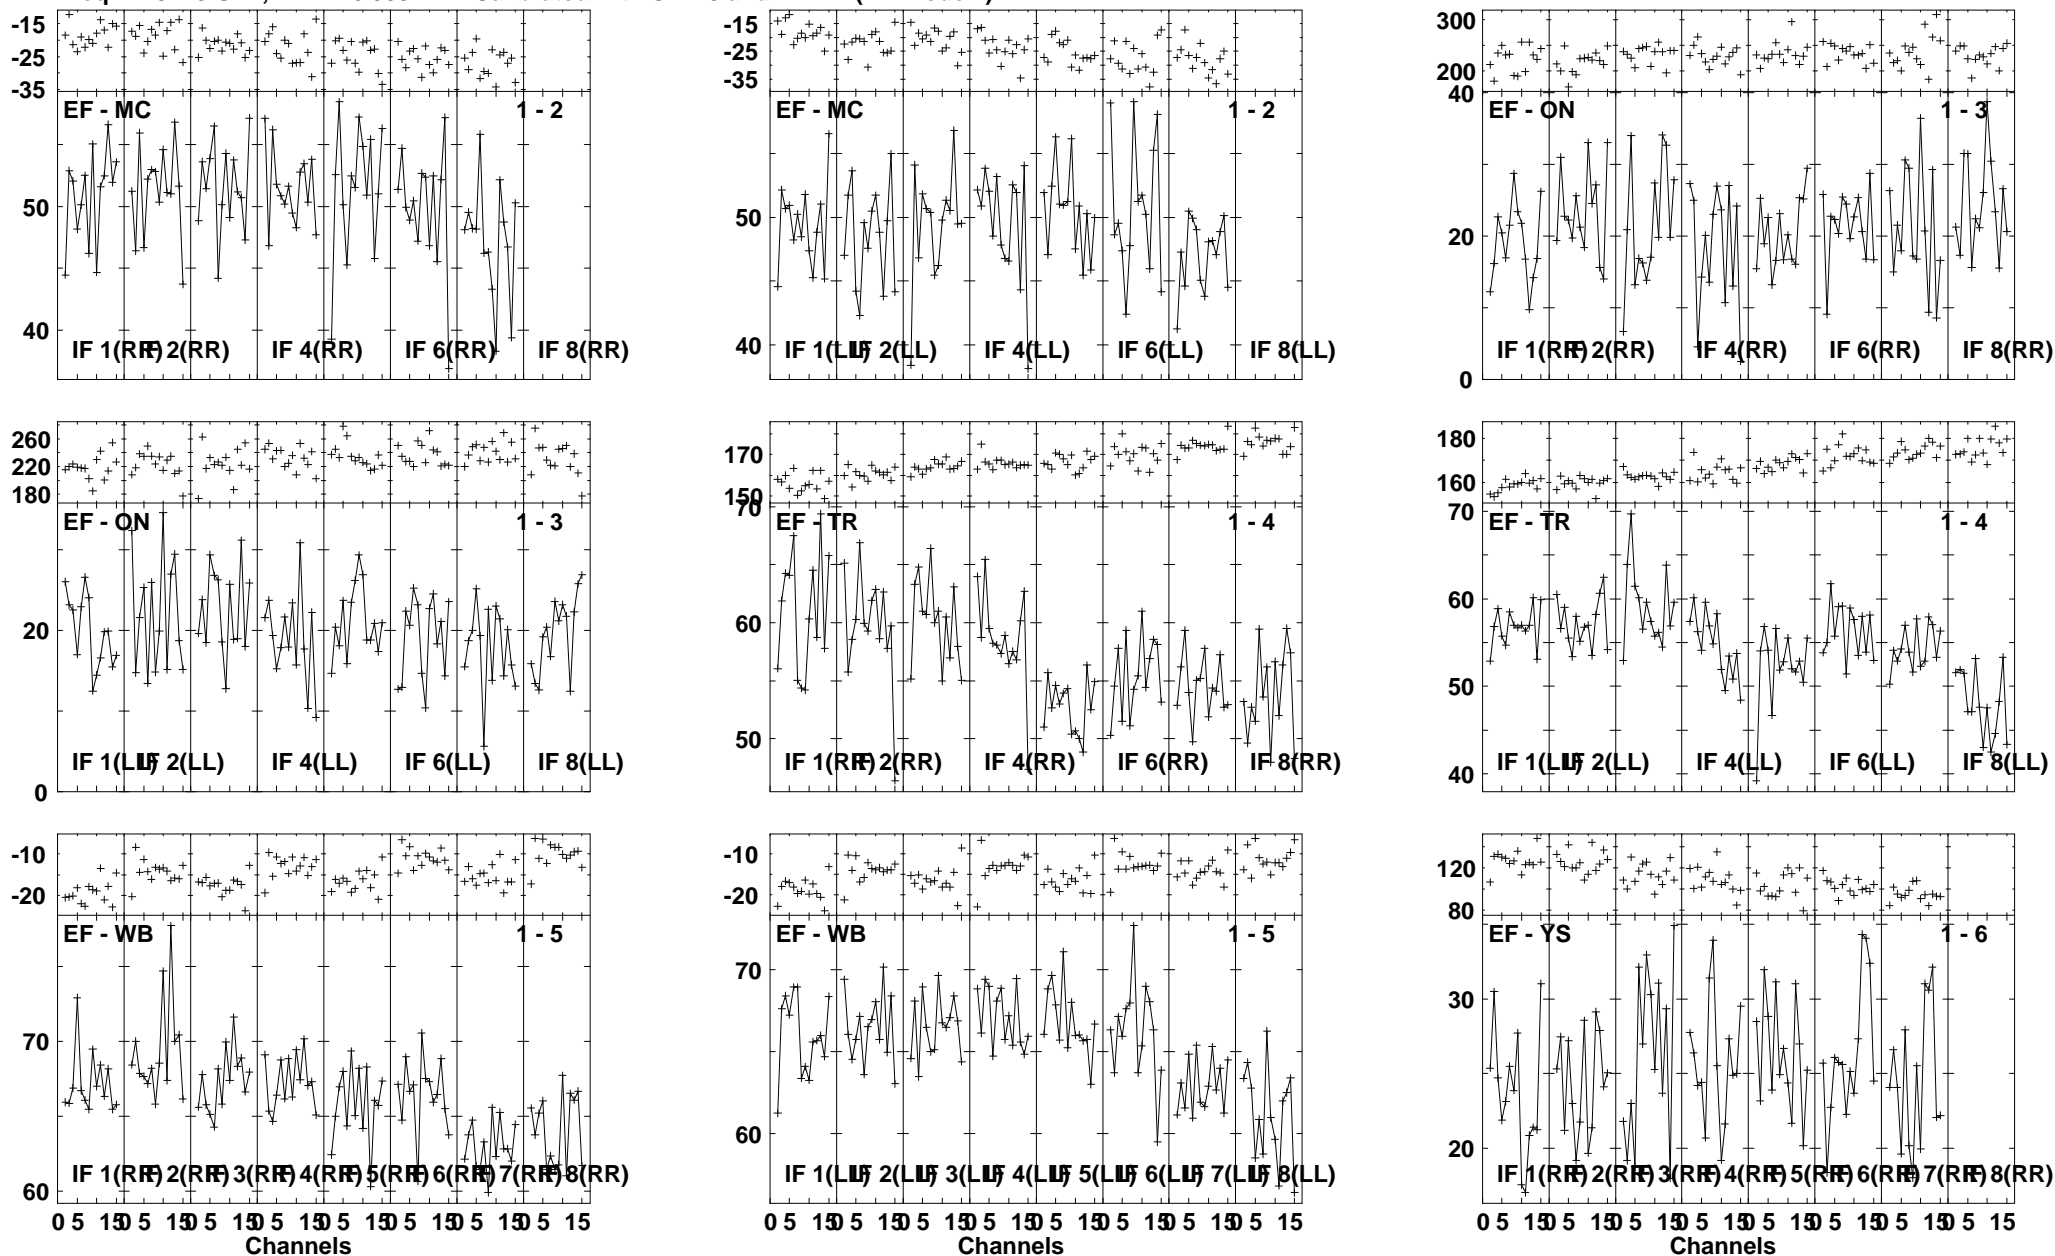 -15
-25
-35
EF - MC 1 - 2
50
40
IF 1(RR) IF 2(RR) IF 4(RR) IF 6(RR) IF 8(RR)
-15
-25
-35
EF - MC 1 - 2
50
40
IF 1(LL) IF 2(LL) IF 4(LL) IF 6(LL) IF 8(LL)
300
200
40
EF - ON 1 - 3
20
0
IF 1(RR) IF 2(RR) IF 4(RR) IF 6(RR) IF 8(RR)
260
220
180
EF - ON 1 - 3
20
0
IF 1(LL) IF 2(LL) IF 4(LL) IF 6(LL) IF 8(LL)
170
150
70
EF - TR 1 - 4
60
50
IF 1(RR) IF 2(RR) IF 4(RR) IF 6(RR) IF 8(RR)
180
160
70
EF - TR 1 - 4
60
50
40
IF 1(LL) IF 2(LL) IF 4(LL) IF 6(LL) IF 8(LL)
-10
-20
EF - WB 1 - 5
70
60
IF 1(RR) IF 2(RR) IF 3(RR) IF 4(RR) IF 5(RR) IF 6(RR) IF 7(RR) IF 8(RR)
0 5 15 0 5 15 0 5 15 0 5 15 0 5 15 0 5 15 0 5 15 0 5 15
Channels
-10
-20
EF - WB 1 - 5
70
60
IF 1(LL) IF 2(LL) IF 3(LL) IF 4(LL) IF 5(LL) IF 6(LL) IF 7(LL) IF 8(LL)
0 5 15 0 5 15 0 5 15 0 5 15 0 5 15 0 5 15 0 5 15 0 5 15
Channels
120
80
EF - YS 1 - 6
30
20
IF 1(RR) IF 2(RR) IF 3(RR) IF 4(RR) IF 5(RR) IF 6(RR) IF 7(RR) IF 8(RR)
0 5 15 0 5 15 0 5 15 0 5 15 0 5 15 0 5 15 0 5 15 0 5 15
Channels